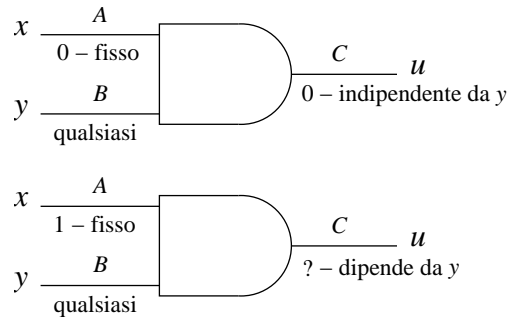 x A
0 – fisso
C u
0 – indipendente da y
y B
qualsiasi
x A
1 – fisso
C u
? – dipende da y
y B
qualsiasi